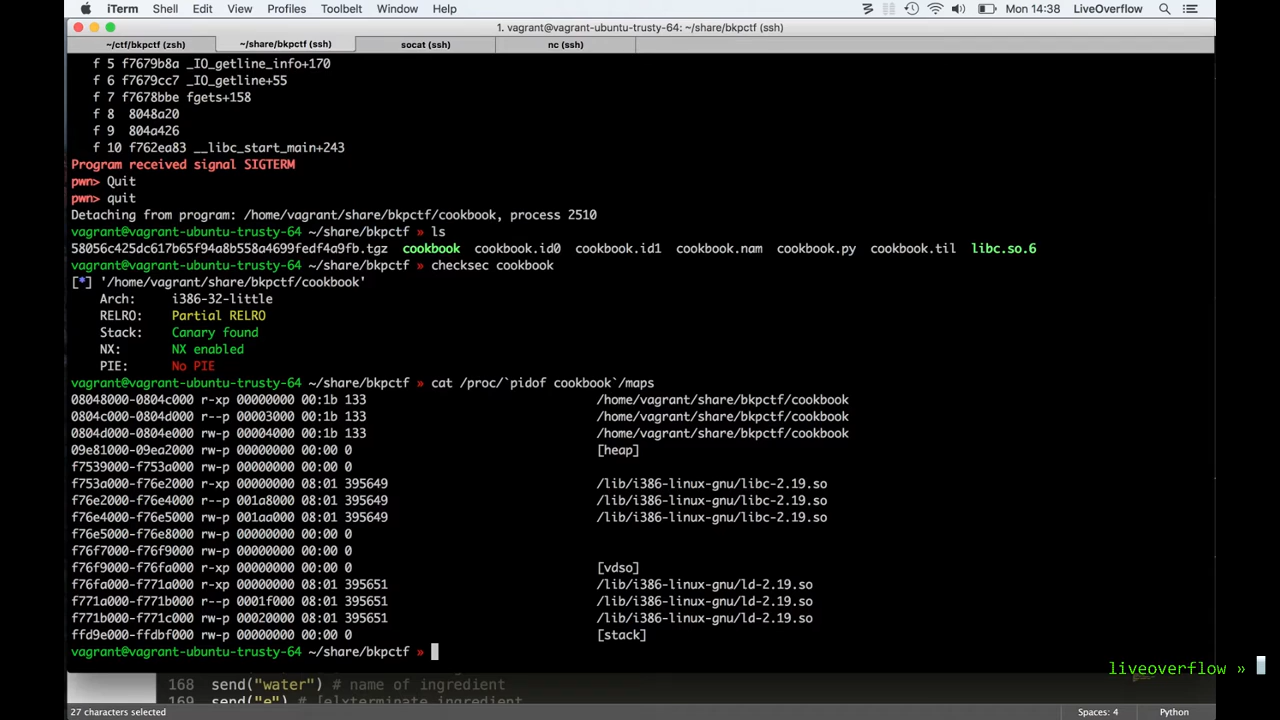 iTerm Shell Edit View Profiles Toolbelt Window Help Mon 14:38 LiveOverflow
1. vagrant@vagrant-ubuntu-trusty-64: ~/share/bkpctf (ssh)
~/ctf/bkpctf (zsh) ~/share/bkpctf (ssh) socat (ssh) nc (ssh)
f 5 f7679b8a _IO_getline_info+170
f 6 f7679cc7 _IO_getline+55
f 7 f7678bbe fgets+158
f 8 8048a20
f 9 804a426
f 10 f762ea83 __libc_start_main+243
Program received signal SIGTERM
pwn> Quit
pwn> quit
Detaching from program: /home/vagrant/share/bkpctf/cookbook, process 2510
vagrant@vagrant-ubuntu-trusty-64 ~/share/bkpctf » ls
58056c425dc617b65f94a8b558a4699fedf4a9fb.tgz cookbook cookbook.id0 cookbook.id1 cookbook.nam cookbook.py cookbook.til libc.so.6
vagrant@vagrant-ubuntu-trusty-64 ~/share/bkpctf » checksec cookbook
[*] '/home/vagrant/share/bkpctf/cookbook'
Arch: i386-32-little
RELRO: Partial RELRO
Stack: Canary found
NX: NX enabled
PIE: No PIE
vagrant@vagrant-ubuntu-trusty-64 ~/share/bkpctf » cat /proc/`pidof cookbook`/maps
08048000-0804c000 r-xp 00000000 00:1b 133 /home/vagrant/share/bkpctf/cookbook
0804c000-0804d000 r--p 00003000 00:1b 133 /home/vagrant/share/bkpctf/cookbook
0804d000-0804e000 rw-p 00004000 00:1b 133 /home/vagrant/share/bkpctf/cookbook
09e81000-09ea2000 rw-p 00000000 00:00 0 [heap]
f7539000-f753a000 rw-p 00000000 00:00 0
f753a000-f76e2000 r-xp 00000000 08:01 395649 /lib/i386-linux-gnu/libc-2.19.so
f76e2000-f76e4000 r--p 001a8000 08:01 395649 /lib/i386-linux-gnu/libc-2.19.so
f76e4000-f76e5000 rw-p 001aa000 08:01 395649 /lib/i386-linux-gnu/libc-2.19.so
f76e5000-f76e8000 rw-p 00000000 00:00 0
f76f7000-f76f9000 rw-p 00000000 00:00 0
f76f9000-f76fa000 r-xp 00000000 00:00 0 [vdso]
f76fa000-f771a000 r-xp 00000000 08:01 395651 /lib/i386-linux-gnu/ld-2.19.so
f771a000-f771b000 r--p 0001f000 08:01 395651 /lib/i386-linux-gnu/ld-2.19.so
f771b000-f771c000 rw-p 00020000 08:01 395651 /lib/i386-linux-gnu/ld-2.19.so
ffd9e000-ffdbf000 rw-p 00000000 00:00 0 [stack]
vagrant@vagrant-ubuntu-trusty-64 ~/share/bkpctf »
liveoverflow »
168 send("water") # name of ingredient
169 send("e") # [e]xterminate ingredient
27 characters selected Spaces: 4 Python